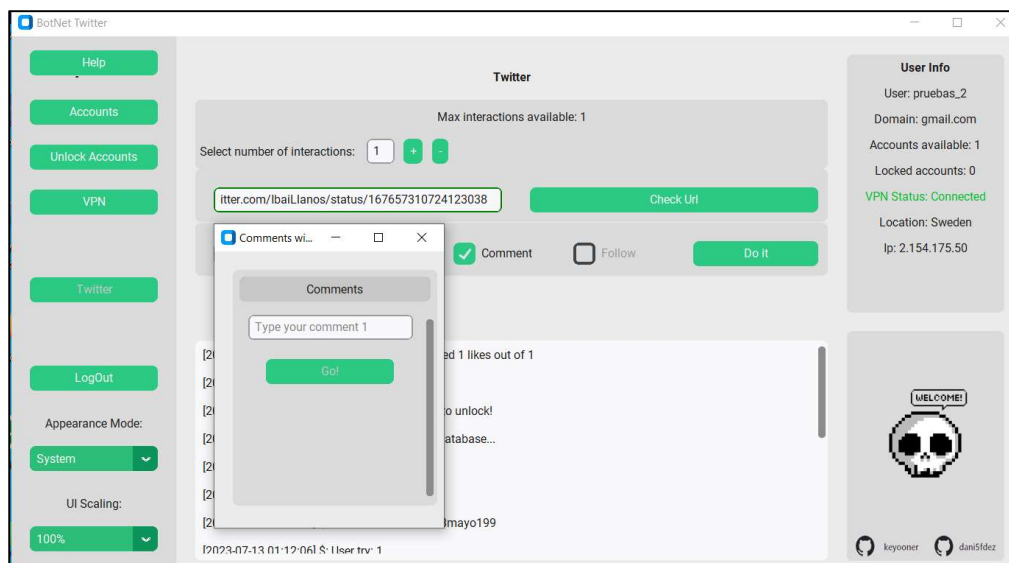 BotNet Twitter
Help
Accounts
Unlock Accounts
VPN
Twitter
LogOut
Appearance Mode:
System
UI Scaling:
100%
Twitter
Max interactions available: 1
Select number of interactions: 1 + -
itter.com/IbaiLlanos/status/167657310724123038 Check Url
Comment Follow Do it
Comments wi...
Comments
Type your comment 1
Go!
ed 1 likes out of 1
o unlock!
atabase...
mayo199
[2023-07-13 01:12:06] $: User try: 1
User Info
User: pruebas_2
Domain: gmail.com
Accounts available: 1
Locked accounts: 0
VPN Status: Connected
Location: Sweden
Ip: 2.154.175.50
WELCOME!
keyooner dani5fdez